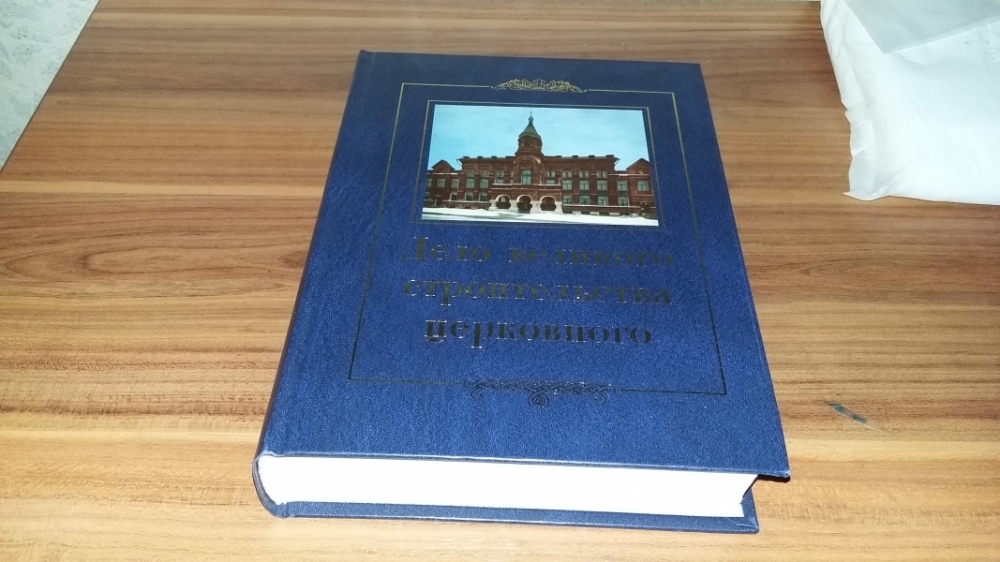 Дело великого
строительства
церковного